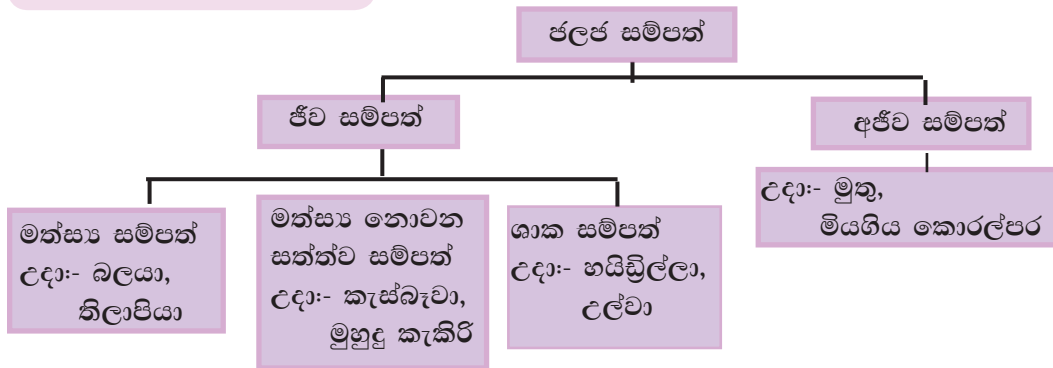 ජලජ සම්පත්
ජීව සම්පත්
අජීව සම්පත්
මත්ස්‍ය සම්පත්
උදා:- බලයා,
තිලාපියා
මත්ස්‍ය නොවන
සත්ත්ව සම්පත්
උදා:- කැස්බෑවා,
මුහුදු කැකිරි
ශාක සම්පත්
උදා:- හයිඩ්‍රිල්ලා,
උල්වා
උදා:- මුතු,
මියගිය කොරල්පර